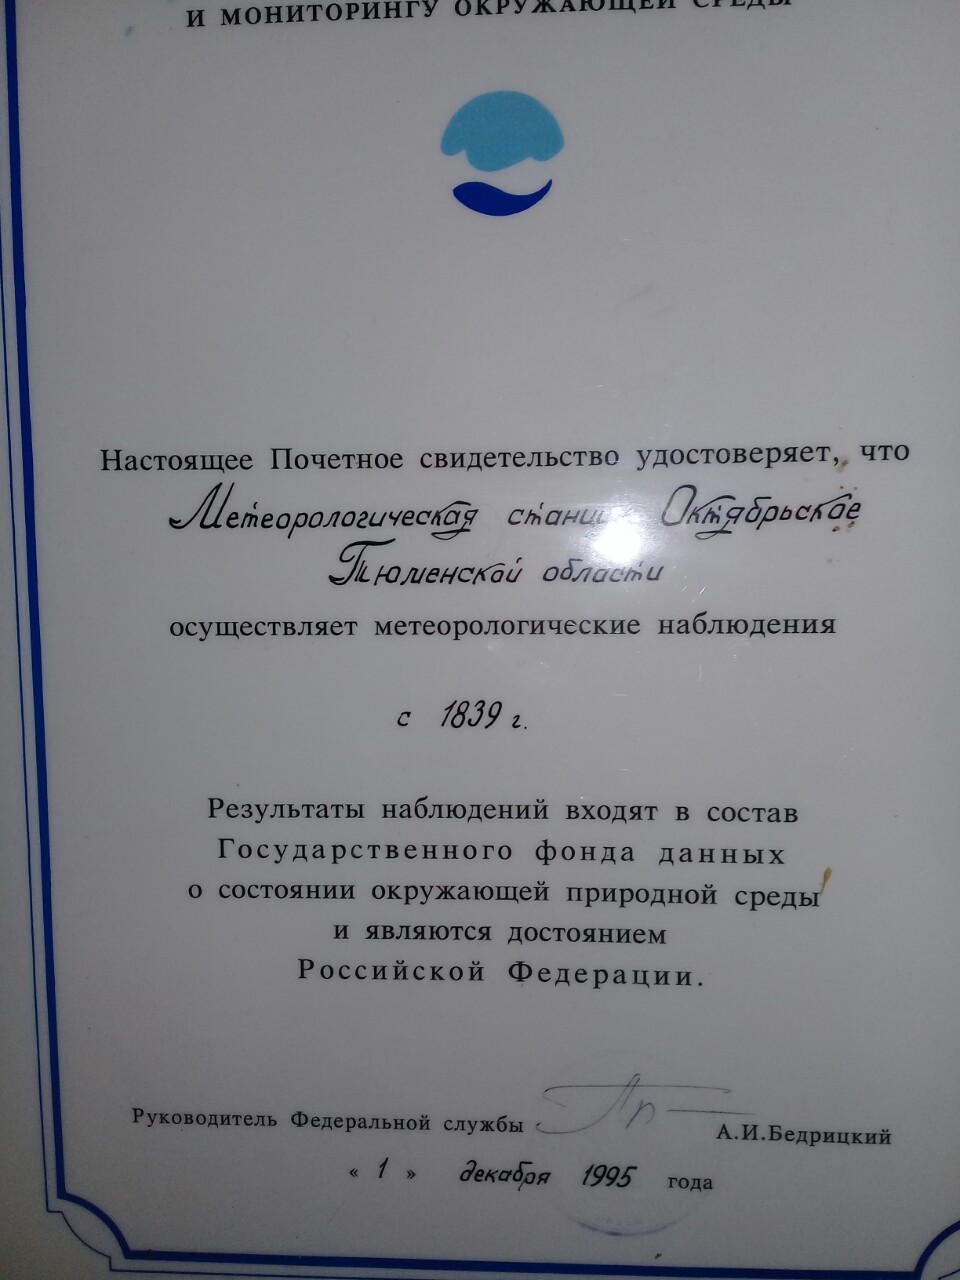 И МОНИТОРИНГУ ОКРУЖАЮЩЕЙ СРЕДЫ
Настоящее Почетное свидетельство удостоверяет, что
Метеорологическая станция Октябрьское
Тюменской области
осуществляет метеорологические наблюдения
с 1839 г.
Результаты наблюдений входят в состав
Государственного фонда данных
о состоянии окружающей природной среды
и являются достоянием
Российской Федерации.
Руководитель Федеральной службы А.И.Бедрицкий
« 1 » декабря 1995 года